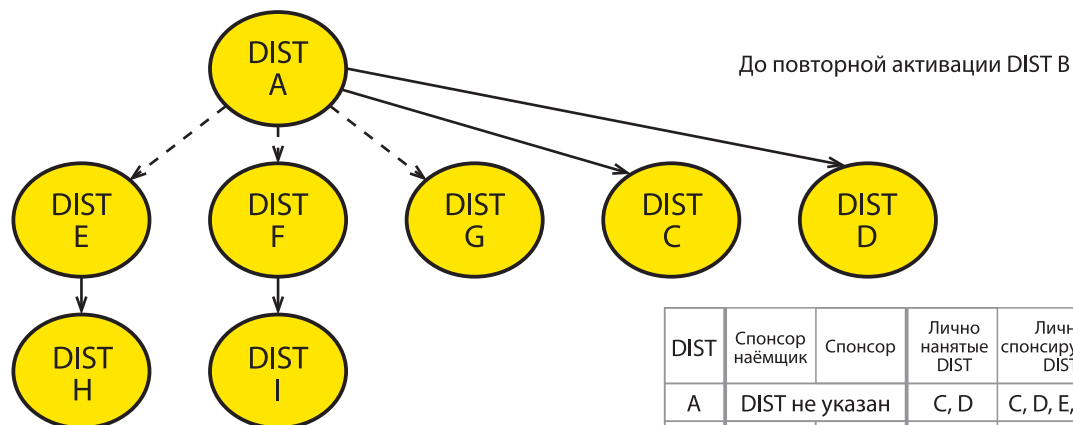 DIST
A
До повторной активации DIST B
DIST
E
DIST
F
DIST
G
DIST
C
DIST
D
DIST
H
DIST
I
DIST
Спонсор
наёмщик
Спонсор
Лично
нанятые
DIST
A
DIST не указан
C, D
C, D, E,